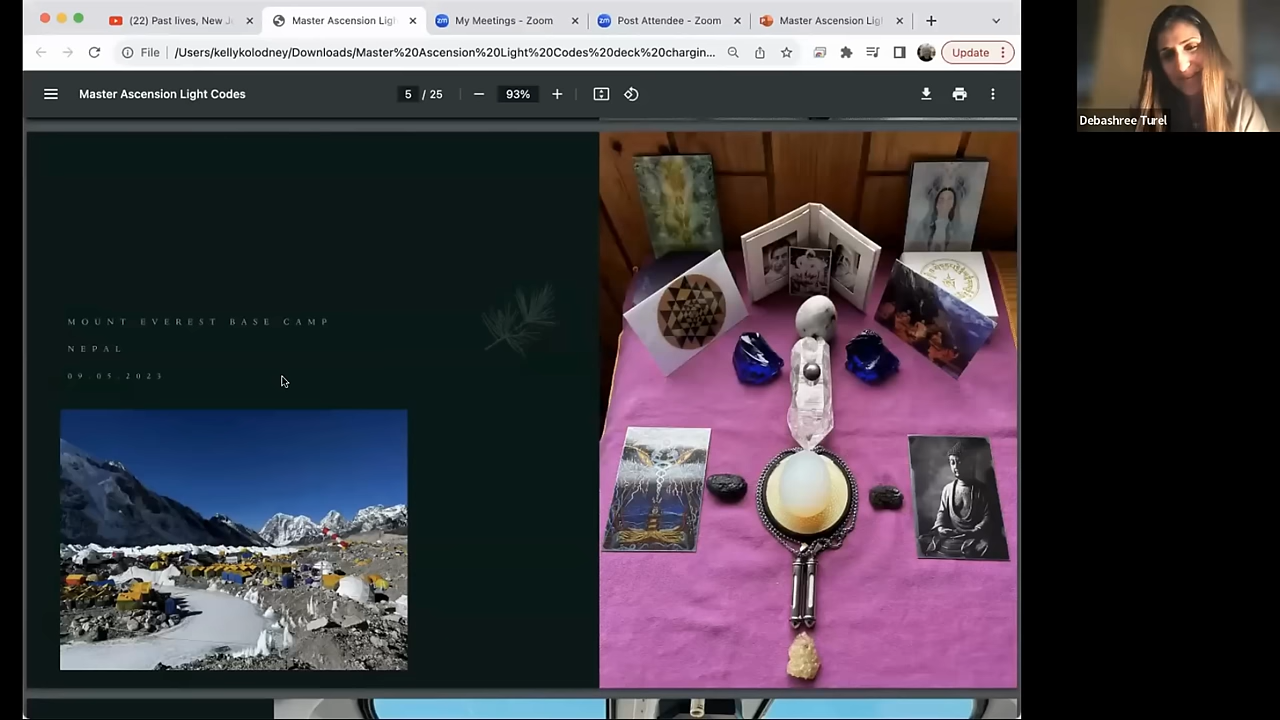 (22) Past lives, New J
Master Ascension Light
My Meetings - Zoom
Post Attendee - Zoom
Master Ascension Ligh
File
/Users/kellykolodney/Downloads/Master%20Ascension%20Light%20Codes%20deck%20chargin...
Update
Master Ascension Light Codes
5 / 25
93%
MOUNT EVEREST BASE CAMP
NEPAL
09.05.2023
Debashree Turel